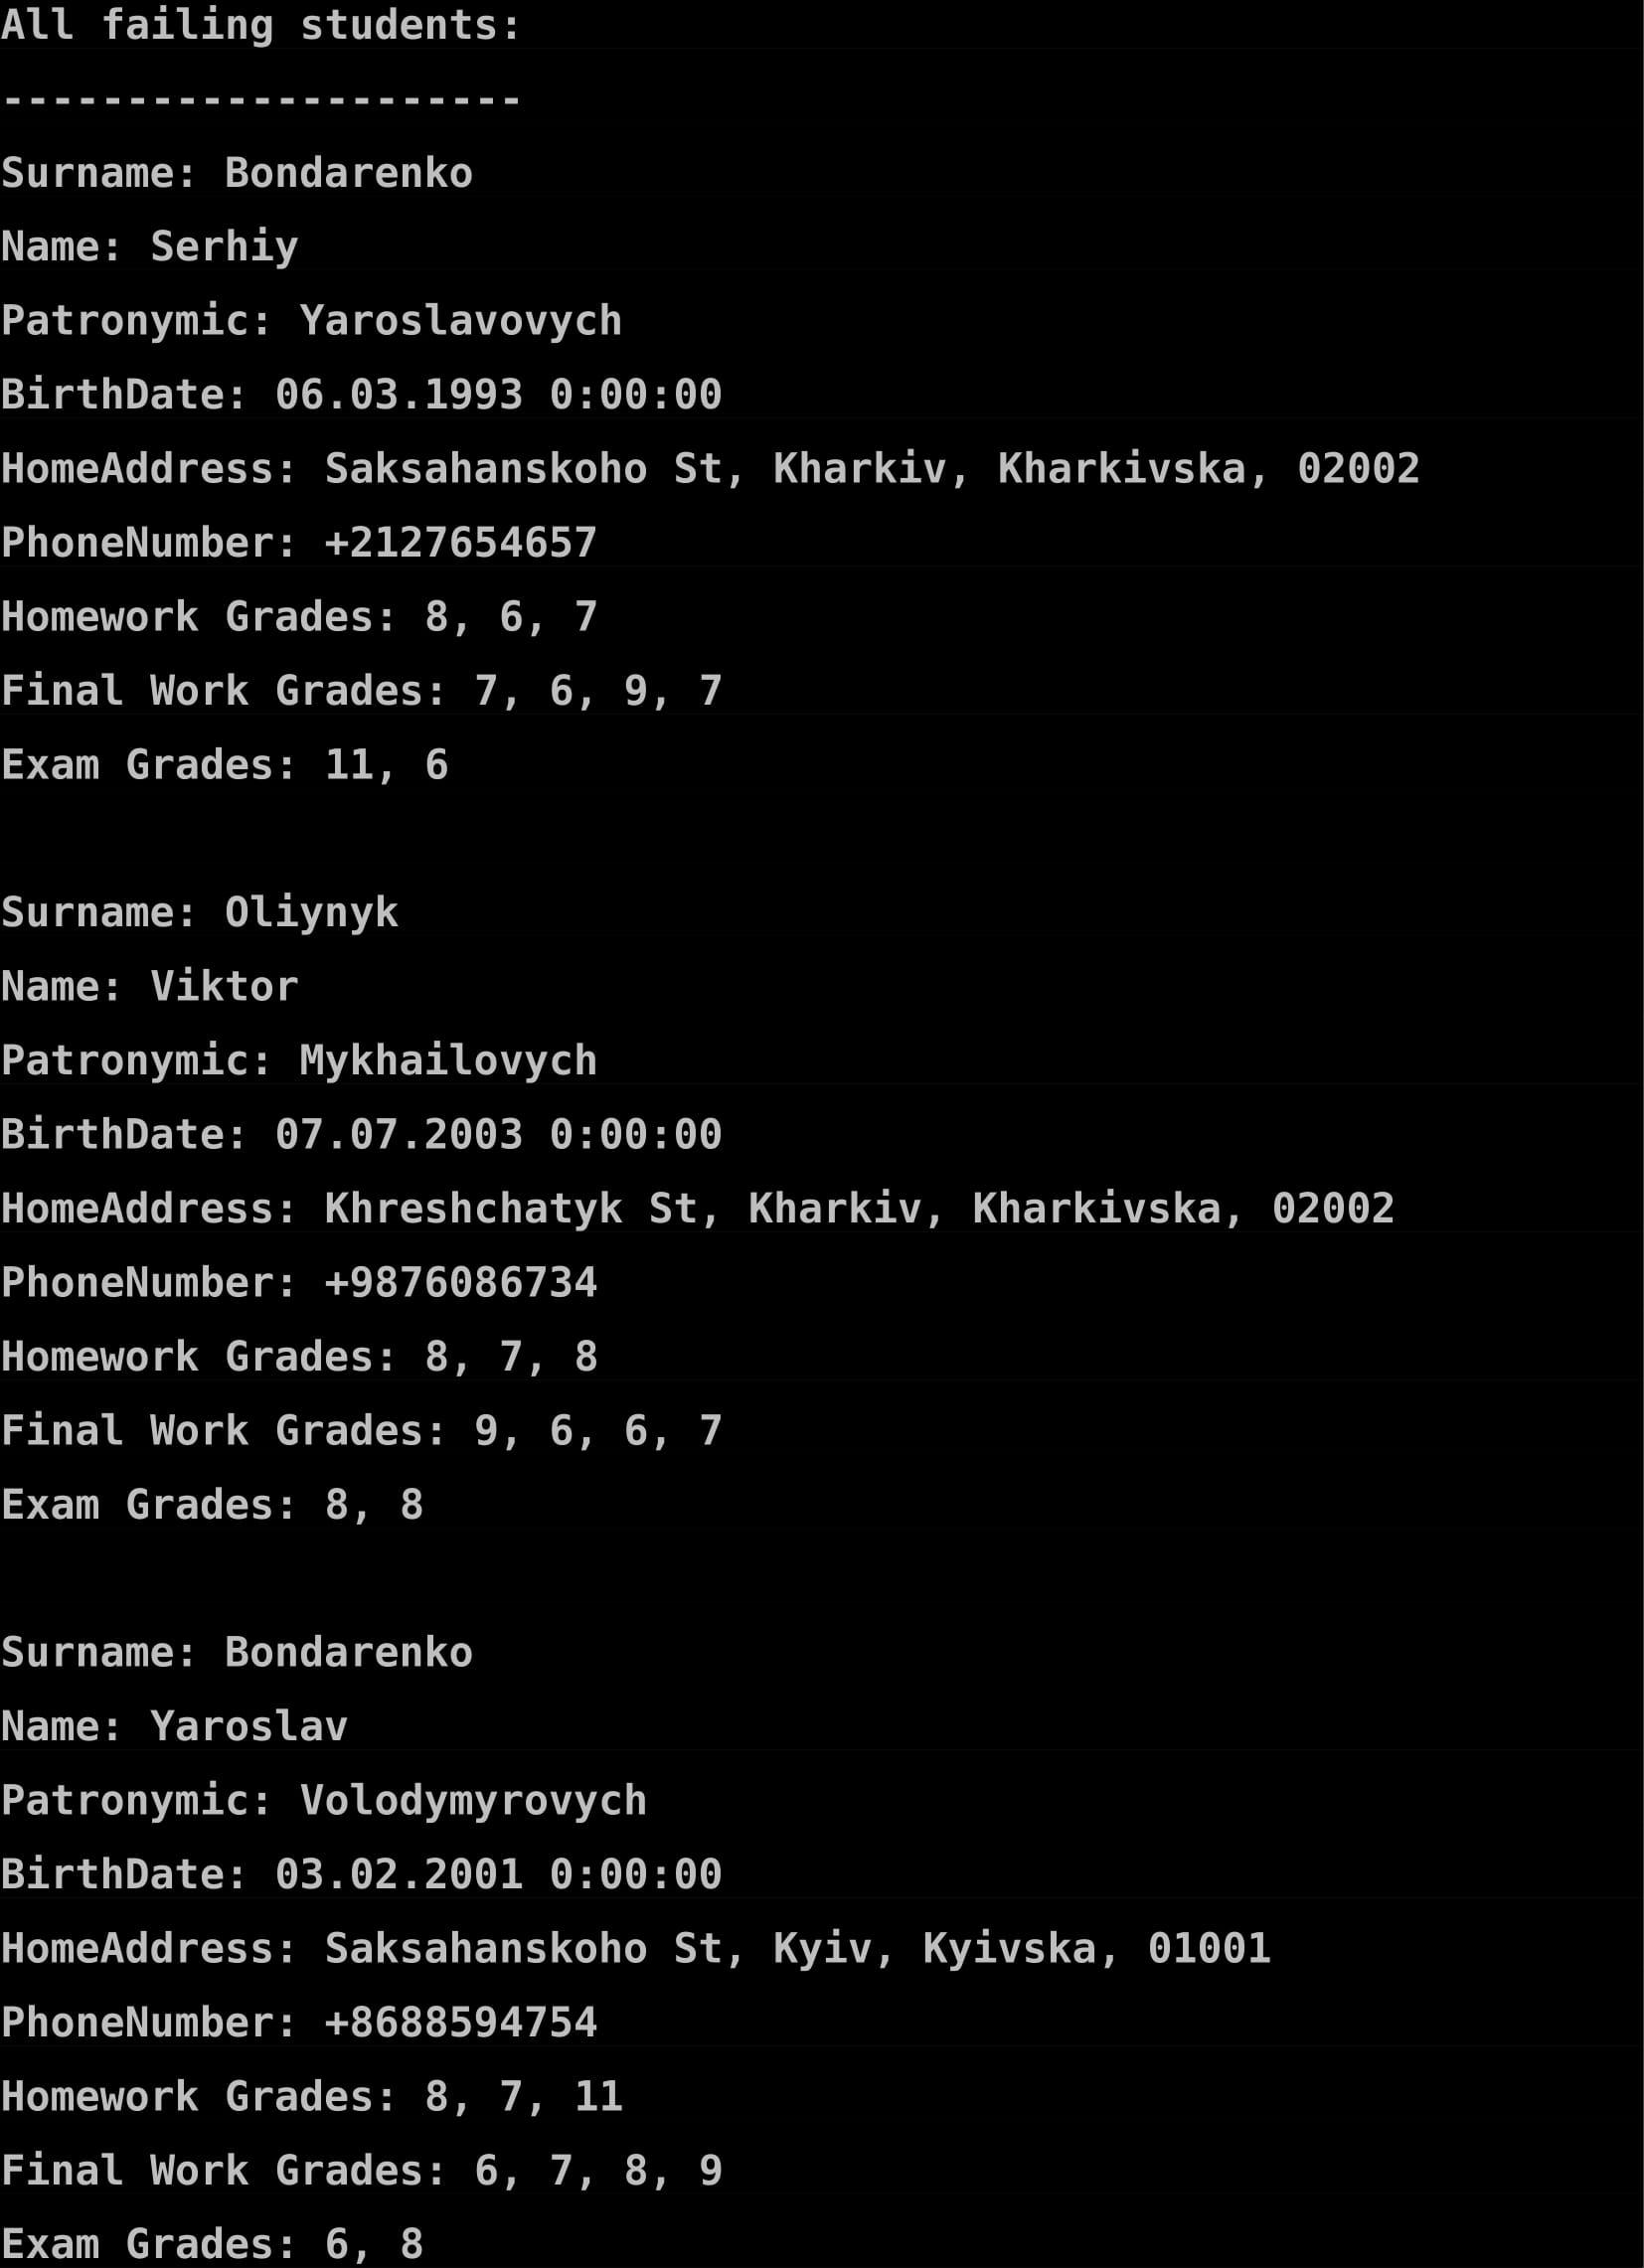 All failing students:
---------------------
Surname: Bondarenko
Name: Serhiy
Patronymic: Yaroslavovych
BirthDate: 06.03.1993 0:00:00
HomeAddress: Saksahanskoho St, Kharkiv, Kharkivska, 02002
PhoneNumber: +2127654657
Homework Grades: 8, 6, 7
Final Work Grades: 7, 6, 9, 7
Exam Grades: 11, 6
Surname: Oliynyk
Name: Viktor
Patronymic: Mykhailovych
BirthDate: 07.07.2003 0:00:00
HomeAddress: Khreshchatyk St, Kharkiv, Kharkivska, 02002
PhoneNumber: +9876086734
Homework Grades: 8, 7, 8
Final Work Grades: 9, 6, 6, 7
Exam Grades: 8, 8
Surname: Bondarenko
Name: Yaroslav
Patronymic: Volodymyrovych
BirthDate: 03.02.2001 0:00:00
HomeAddress: Saksahanskoho St, Kyiv, Kyivska, 01001
PhoneNumber: +8688594754
Homework Grades: 8, 7, 11
Final Work Grades: 6, 7, 8, 9
Exam Grades: 6, 8